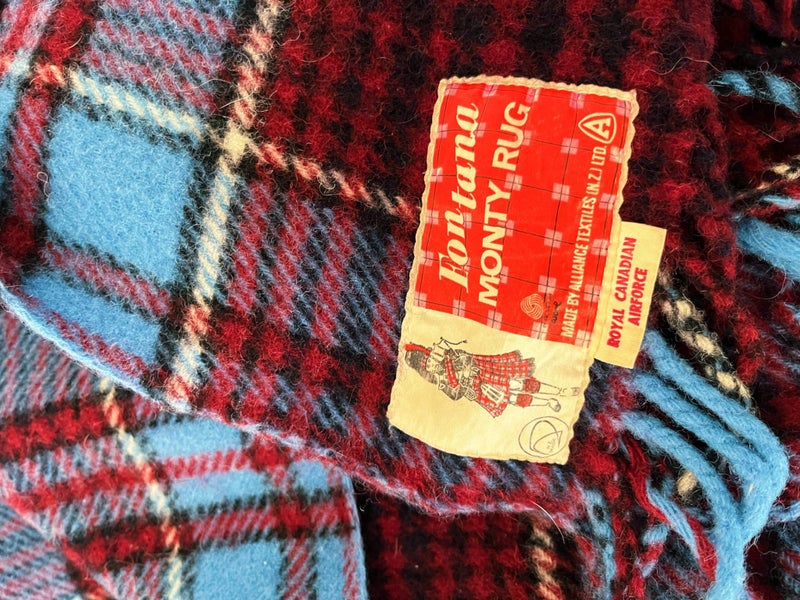 Fontana
MONTY RUG
MADE BY ALLIANCE TEXTILES (N.Z.) LTD.
A
ROYAL CANADIAN
AIRFORCE